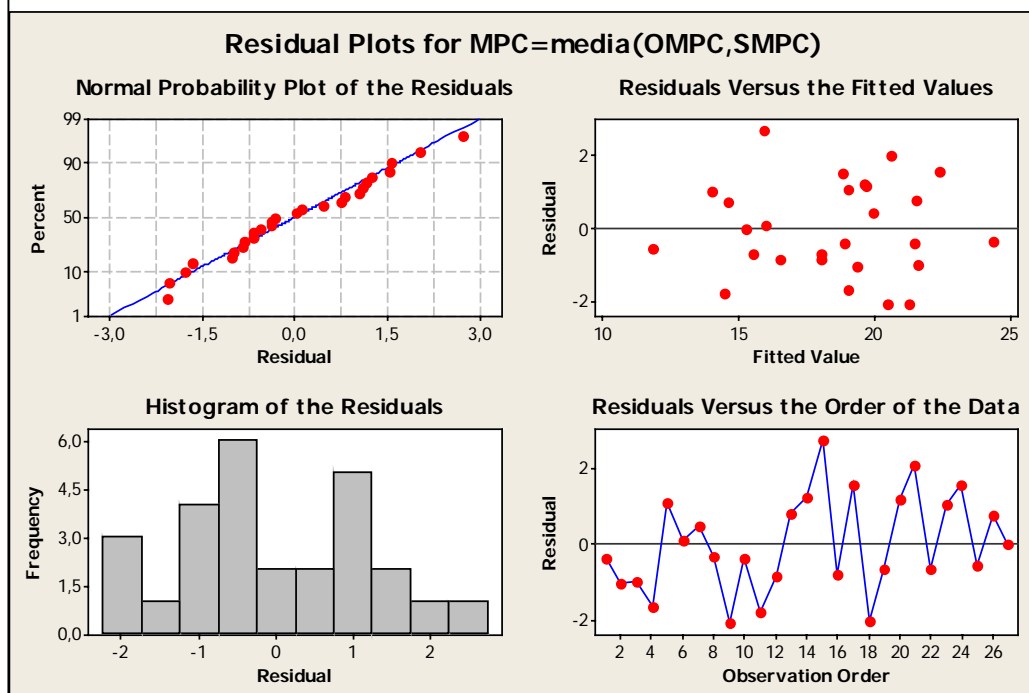 Residual Plots for MPC=media(OMPC,SMPC)
Normal Probability Plot of the Residuals
99
90
50
10
1
Percent
-3,0 -1,5 0,0 1,5 3,0
Residual
Residuals Versus the Fitted Values
2
0
-2
Residual
10 15 20 25
Fitted Value
Histogram of the Residuals
6,0
4,5
3,0
1,5
0,0
Frequency
-2 -1 0 1 2
Residual
Residuals Versus the Order of the Data
2
0
-2
Residual
2 4 6 8 10 12 14 16 18 20 22 24 26
Observation Order